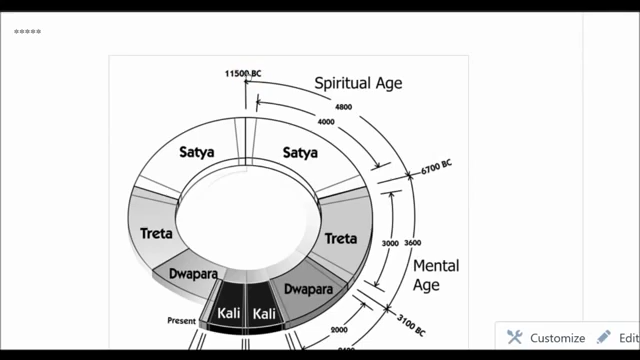 *****
11500 BC
Spiritual Age
4800
4000
Satya
Satya
6700 BC
Treta
Treta
3000
3600
Mental
Age
Dwapara
Dwapara
Kali
Kali
Present
3100 BC
2000
Customize
Edit